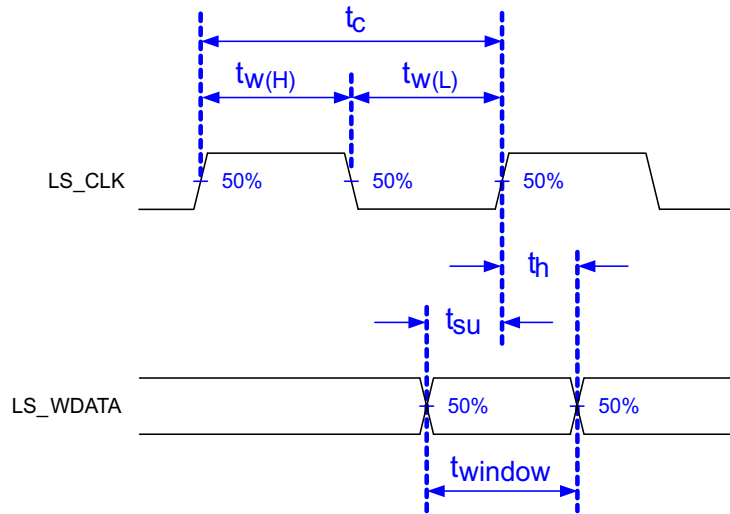 tc
tw(H) tw(L)
LS_CLK 50% 50% 50%
th
tsu
LS_WDATA 50% 50%
twindow